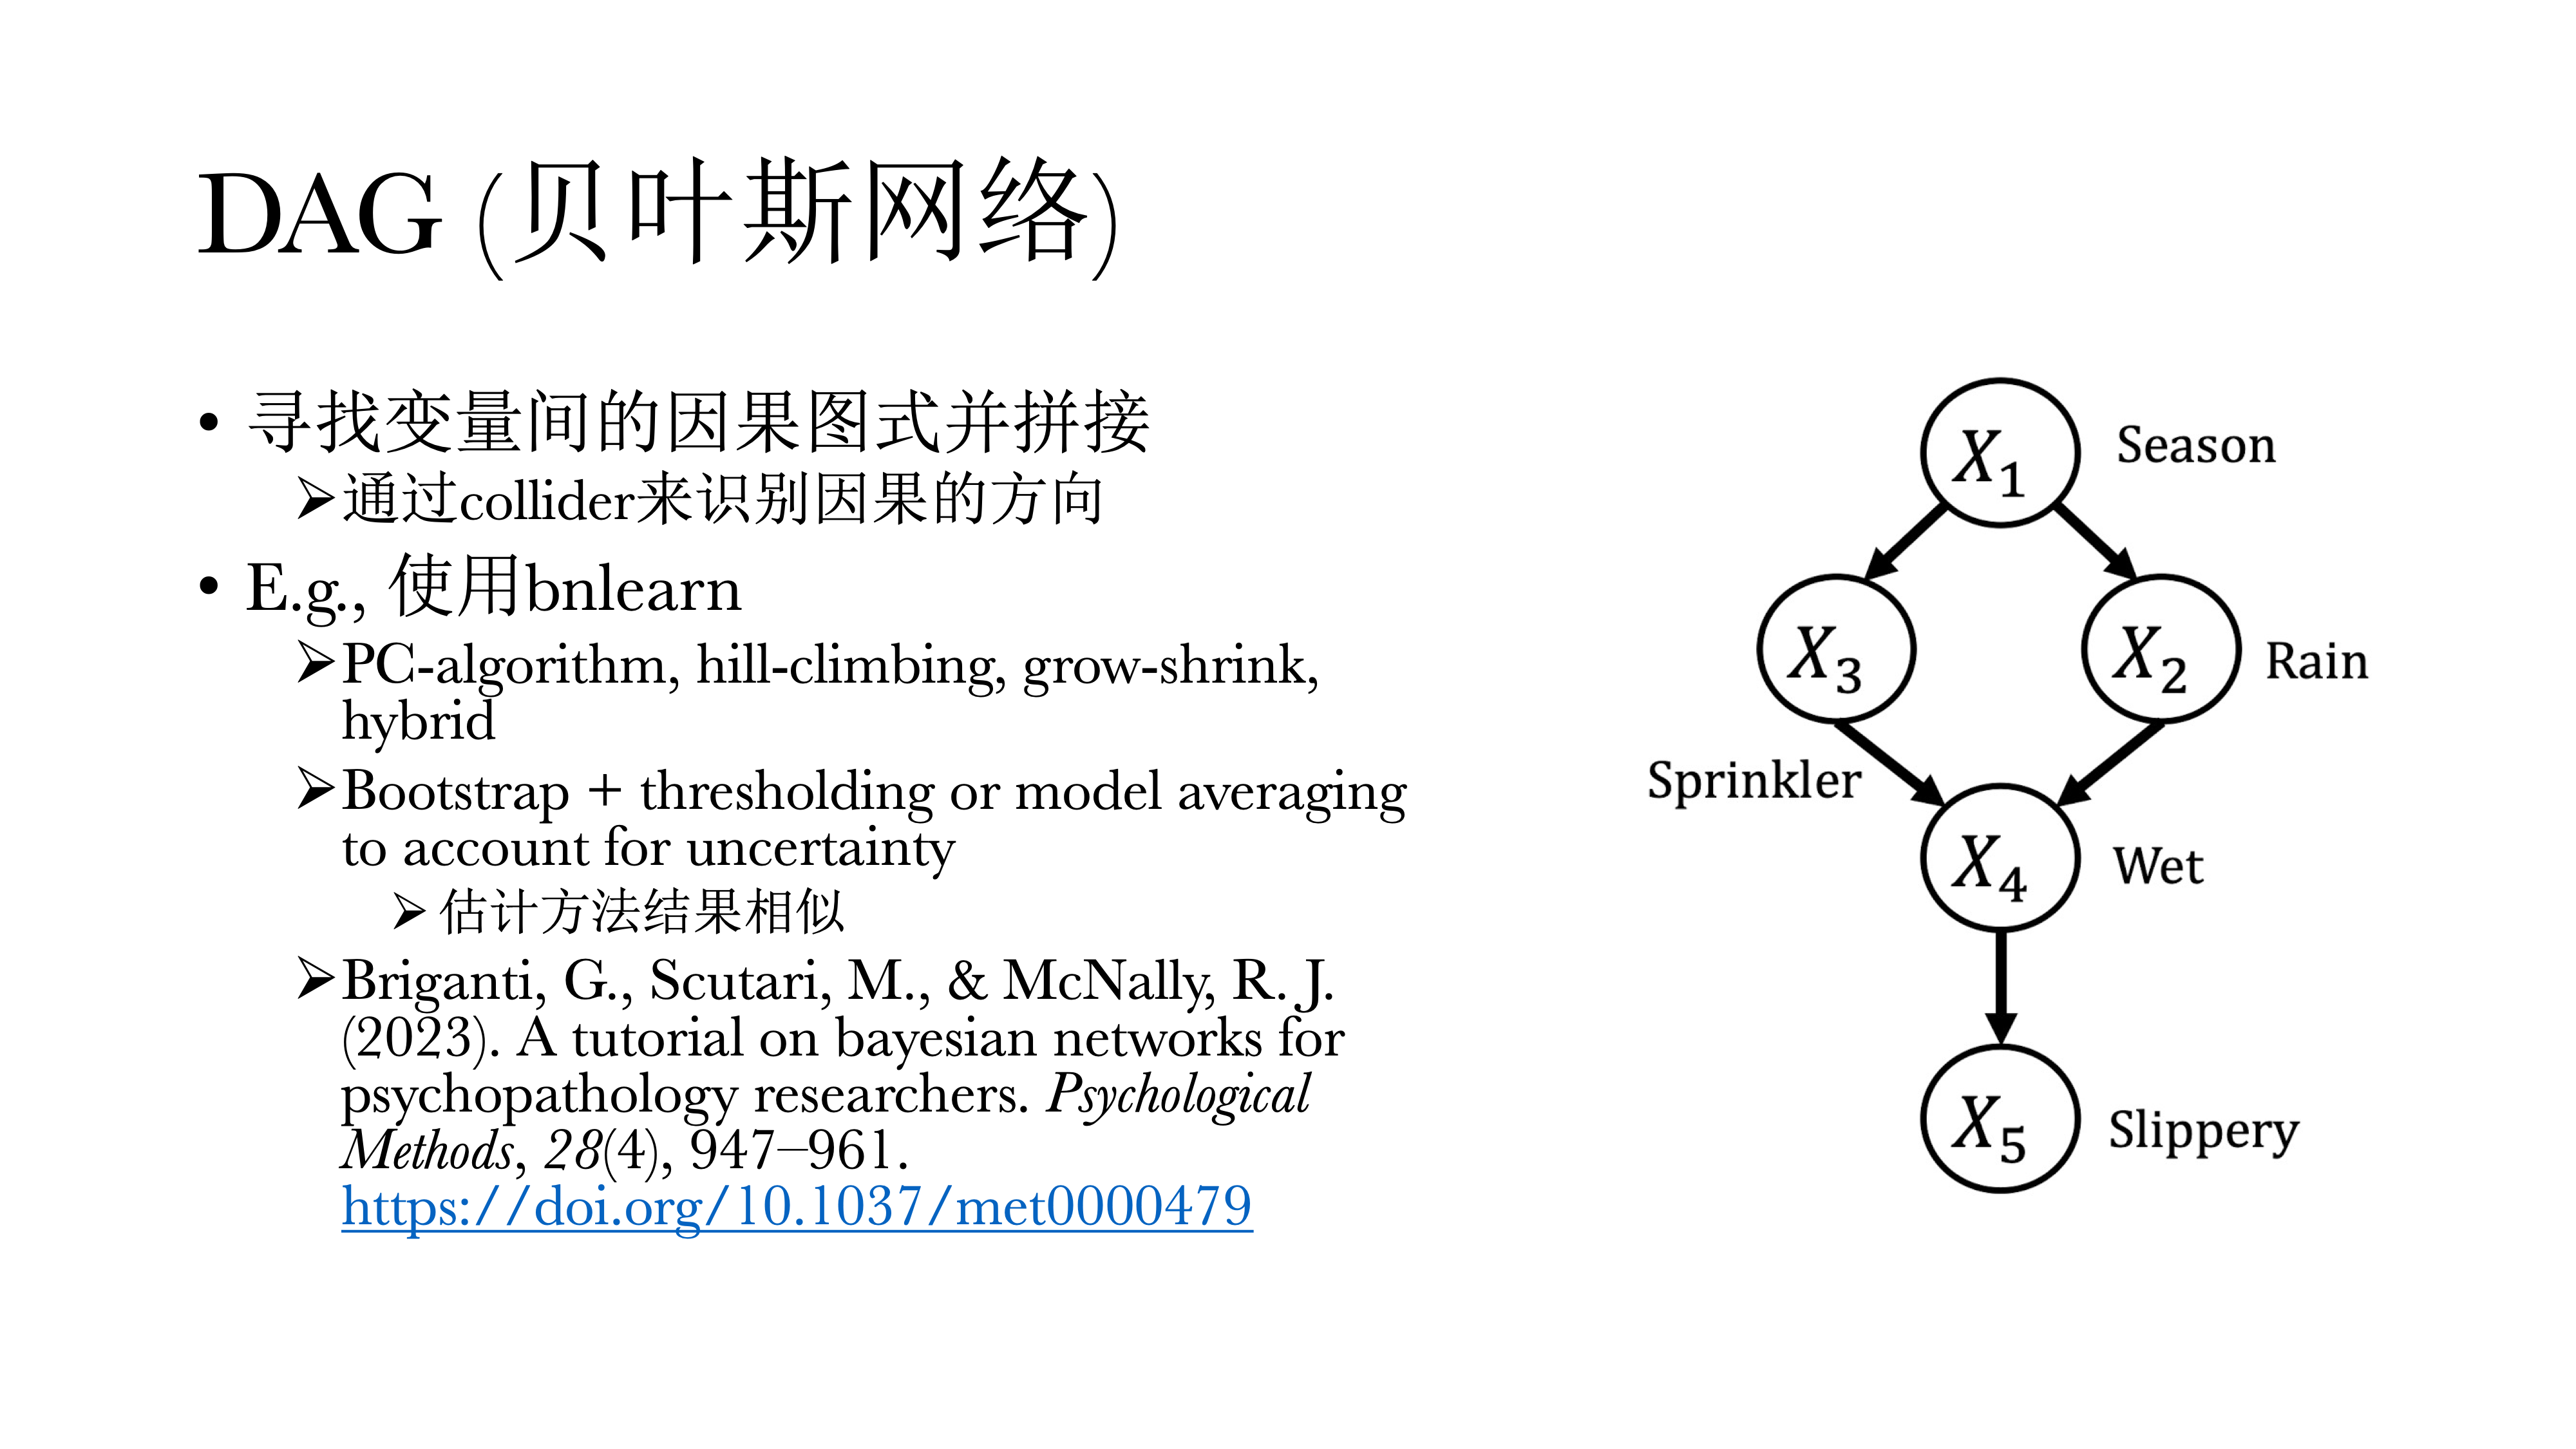 DAG (贝叶斯网络)
• 寻找变量间的因果图式并拼接
➢通过collider来识别因果的方向
• E.g., 使用bnlearn
➢PC-algorithm, hill-climbing, grow-shrink,
hybrid
➢Bootstrap + thresholding or model averaging
to account for uncertainty
➢ 估计方法结果相似
➢Briganti, G., Scutari, M., & McNally, R. J.
(2023). A tutorial on bayesian networks for
psychopathology researchers. Psychological
Methods, 28(4), 947–961.
https://doi.org/10.1037/met0000479
X1 Season
X3 X2 Rain
Sprinkler
X4 Wet
X5 Slippery